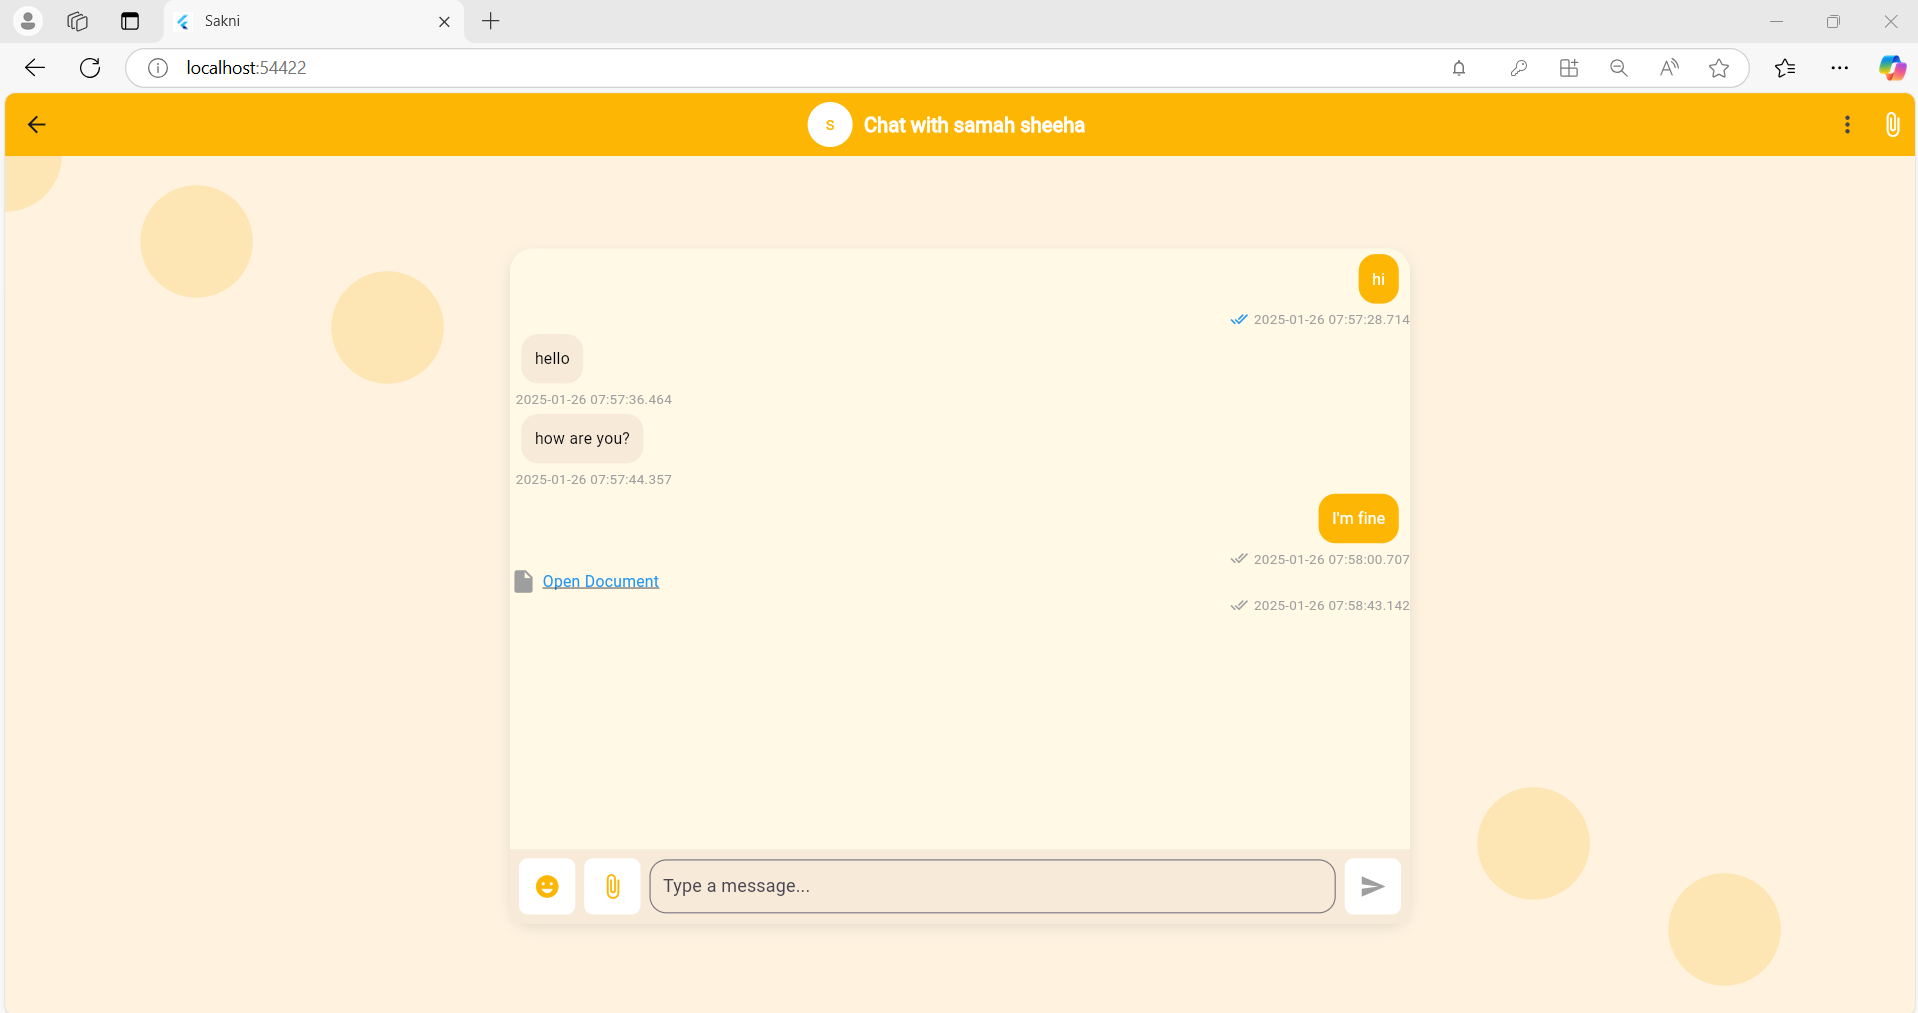 Sakni
localhost:54422
S
Chat with samah sheeha
hi
2025-01-26 07:57:28.714
hello
2025-01-26 07:57:36.464
how are you?
2025-01-26 07:57:44.357
I'm fine
2025-01-26 07:58:00.707
Open Document
2025-01-26 07:58:43.142
Type a message...